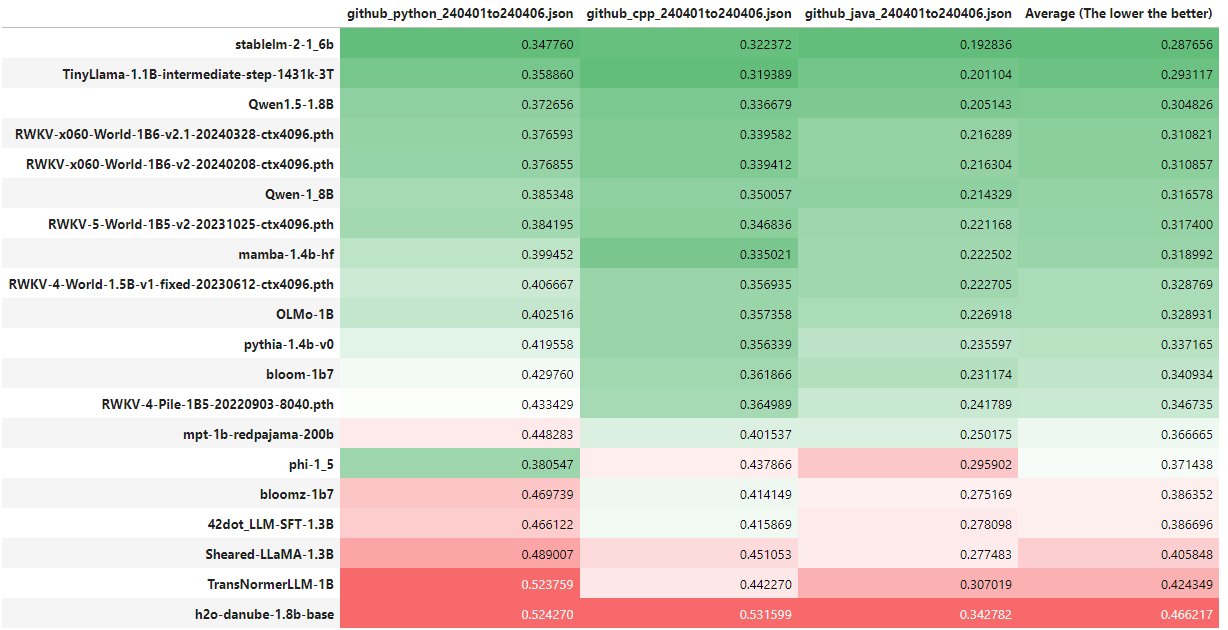 github_python_240401to240406.json github_cpp_240401to240406.json github_java_240401to240406.json Average (The lower the better)
stablelm-2-1_6b 0.347760 0.322372 0.192836 0.287656
TinyLlama-1.1B-intermediate-step-1431k-3T 0.358860 0.319389 0.201104 0.293117
Qwen1.5-1.8B 0.372656 0.336679 0.205143 0.304826
RWKV-x060-World-1B6-v2.1-20240328-ctx4096.pth 0.376593 0.339582 0.216289 0.310821
RWKV-x060-World-1B6-v2-20240208-ctx4096.pth 0.376855 0.339412 0.216304 0.310857
Qwen-1_8B 0.385348 0.350057 0.214329 0.316578
RWKV-5-World-1B5-v2-20231025-ctx4096.pth 0.384195 0.346836 0.221168 0.317400
mamba-1.4b-hf 0.399452 0.335021 0.222502 0.318992
RWKV-4-World-1.5B-v1-fixed-20230612-ctx4096.pth 0.406667 0.356935 0.222705 0.328769
OLMo-1B 0.402516 0.357358 0.226918 0.328931
pythia-1.4b-v0 0.419558 0.356339 0.235597 0.337165
bloom-1b7 0.429760 0.361866 0.231174 0.340934
RWKV-4-Pile-1B5-20220903-8040.pth 0.433429 0.364989 0.241789 0.346735
mpt-1b-redpajama-200b 0.448283 0.401537 0.250175 0.366665
phi-1_5 0.380547 0.437866 0.295902 0.371438
bloomz-1b7 0.469739 0.414149 0.275169 0.386352
42dot_LLM-SFT-1.3B 0.466122 0.415869 0.278098 0.386696
Sheared-LLaMA-1.3B 0.489007 0.451053 0.277483 0.405848
TransNormerLLM-1B 0.523759 0.442270 0.307019 0.424349
h2o-danube-1.8b-base 0.524270 0.531599 0.342782 0.466217